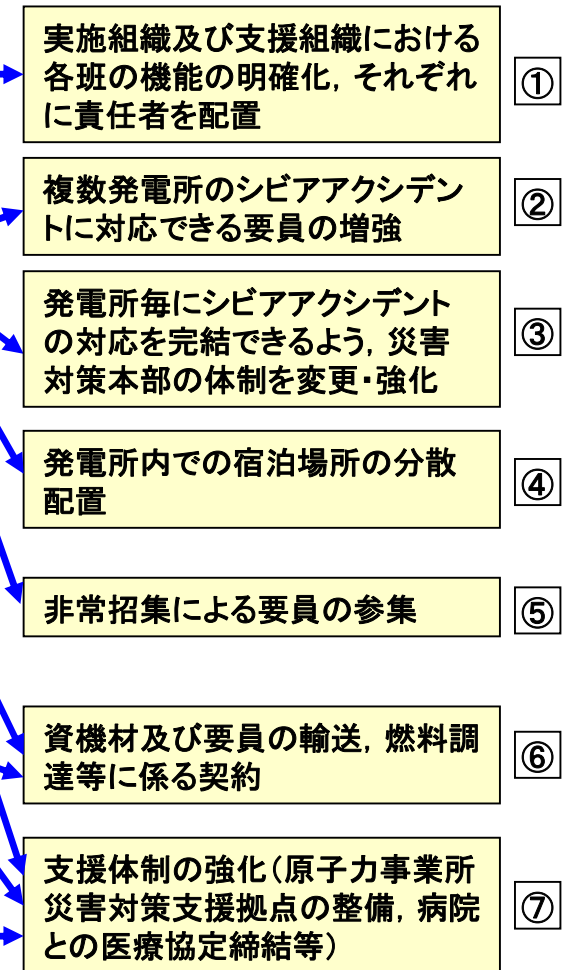 実施組織及び支援組織における
各班の機能の明確化，それぞれ
に責任者を配置
①
複数発電所のシビアアクシデン
トに対応できる要員の増強
②
発電所毎にシビアアクシデント
の対応を完結できるよう，災害
対策本部の体制を変更・強化
③
発電所内での宿泊場所の分散
配置
④
非常招集による要員の参集
⑤
資機材及び要員の輸送，燃料調
達等に係る契約
⑥
支援体制の強化（原子力事業所
災害対策支援拠点の整備，病院
との医療協定締結等）
⑦